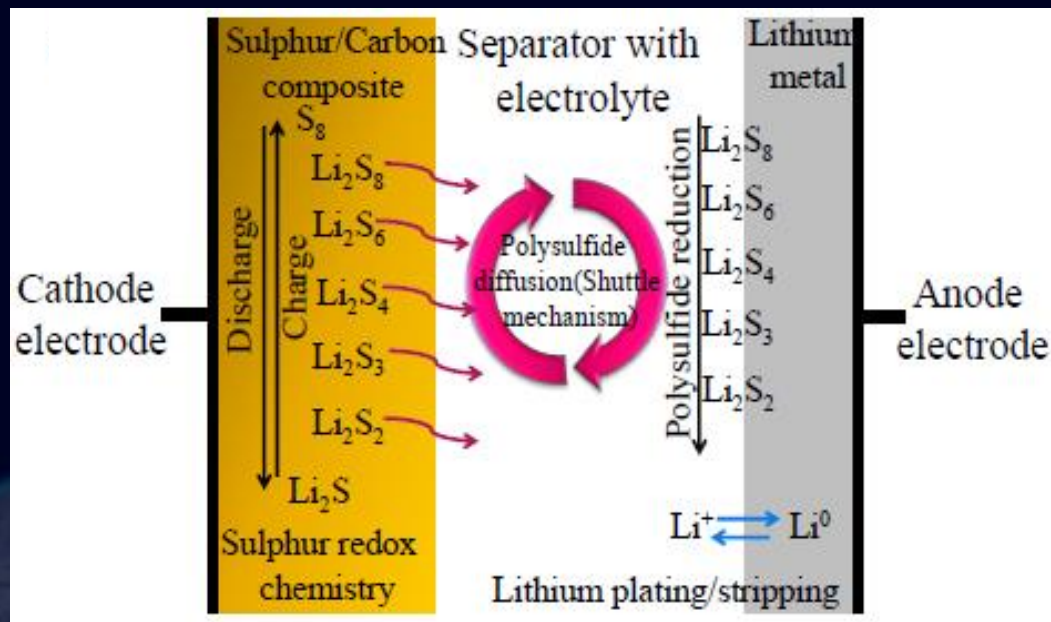 Sulphur/Carbon
composite
Separator with
electrolyte
Lithium
metal
S₈
Li₂S₈
Li₂S₆
Li₂S₄
Li₂S₃
Li₂S₂
Li₂S
Discharge
Charge
Cathode
electrode
Polysulfide
diffusion(Shuttle
mechanism)
Polysulfide reduction
Li₂S₈
Li₂S₆
Li₂S₄
Li₂S₃
Li₂S₂
Anode
electrode
Sulphur redox
chemistry
Li⁺ Li⁰
Lithium plating/stripping